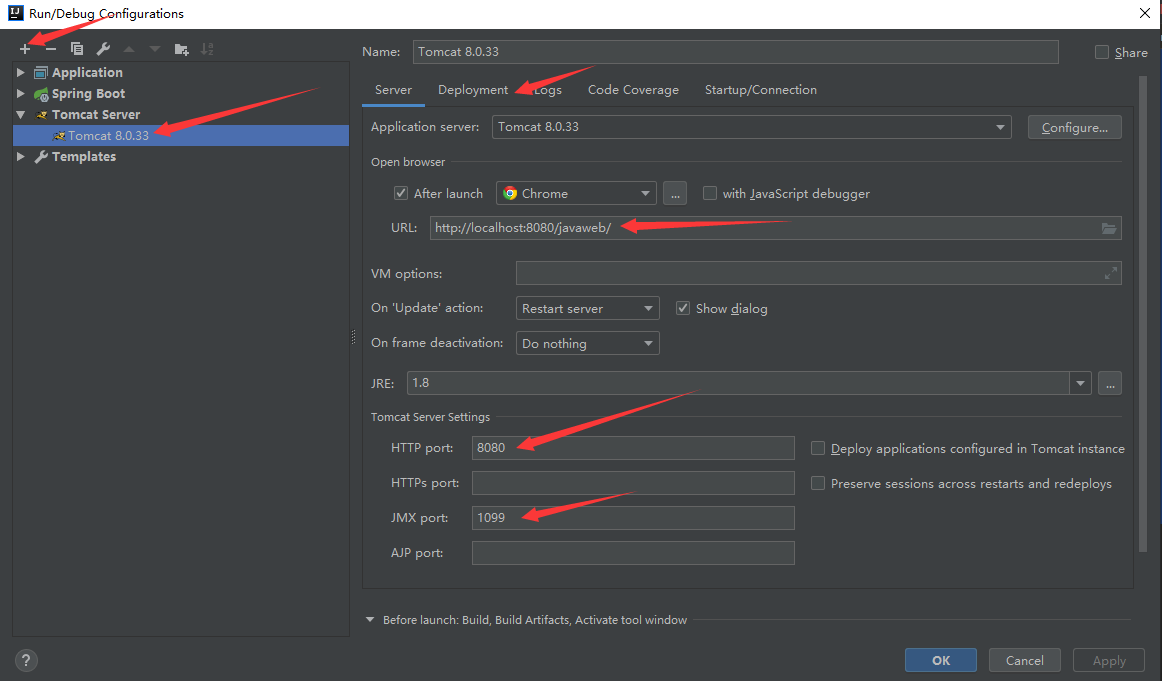 Run/Debug Configurations
Name: Tomcat 8.0.33 Share
Application
Spring Boot
Tomcat Server
Tomcat 8.0.33
Templates
Server Deployment Logs Code Coverage Startup/Connection
Application server: Tomcat 8.0.33 Configure...
Open browser
After launch Chrome ... with JavaScript debugger
URL: http://localhost:8080/javaweb/
VM options:
On 'Update' action: Restart server Show dialog
On frame deactivation: Do nothing
JRE: 1.8 ...
Tomcat Server Settings
HTTP port: 8080 Deploy applications configured in Tomcat instance
HTTPs port: Preserve sessions across restarts and redeploys
JMX port: 1099
AJP port:
Before launch: Build, Build Artifacts, Activate tool window
? OK Cancel Apply